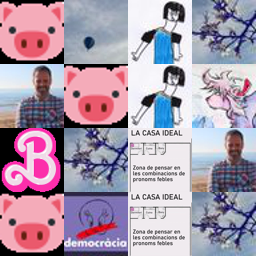 LA CASA IDEAL
Zona de pensar en
les combinacions de
pronoms febles
B
democràcia
LA CASA IDEAL
Zona de pensar en
les combinacions de
pronoms febles